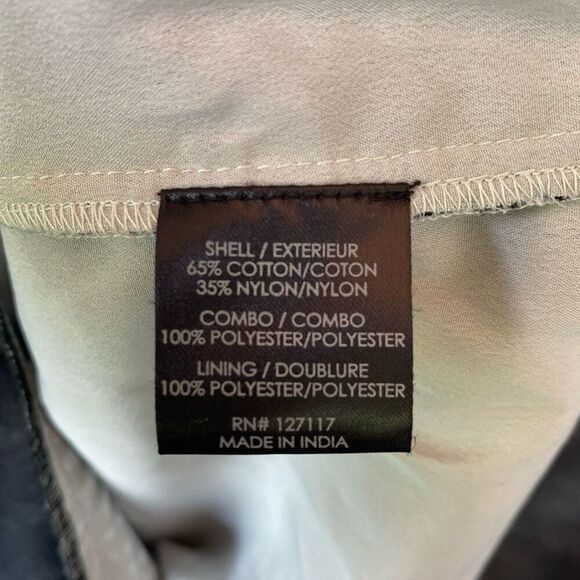 SHELL / EXTERIEUR
65% COTTON/COTON
35% NYLON/NYLON
COMBO / COMBO
100% POLYESTER/POLYESTER
LINING / DOUBLURE
100% POLYESTER/POLYESTER
RN# 127117
MADE IN INDIA